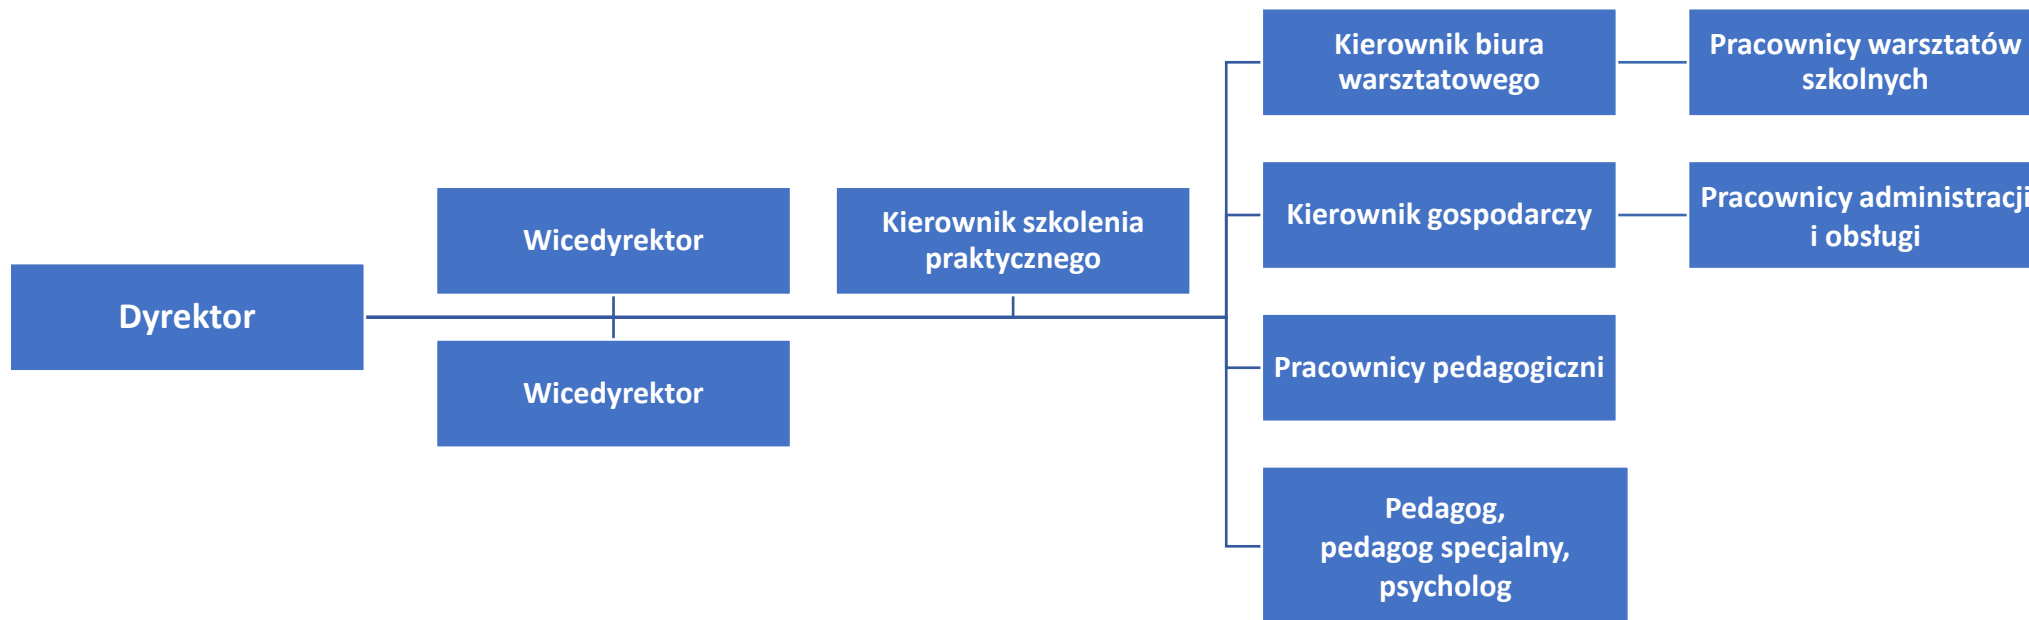 Dyrektor
Wicedyrektor
Wicedyrektor
Kierownik szkolenia
praktycznego
Kierownik biura
warsztatowego
Pracownicy warsztatów
szkolnych
Kierownik gospodarczy
Pracownicy administracji
i obsługi
Pracownicy pedagogiczni
Pedagog,
pedagog specjalny,
psycholog